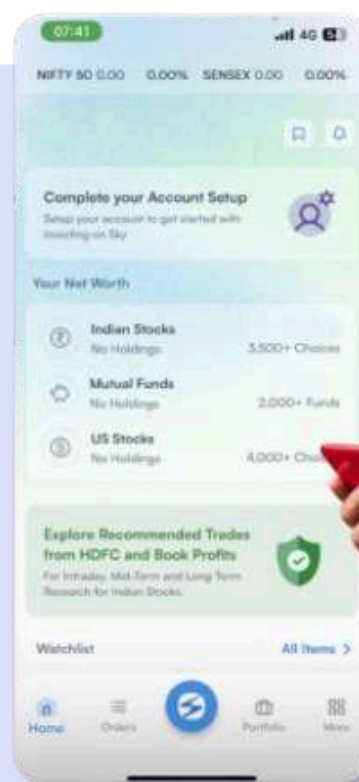 07:41
4G
NIFTY 50 0.00 0.00% SENSEX 0.00 0.00%
Complete your Account Setup
Setup your account to get started with
investing on Sky
Your Net Worth
Indian Stocks
No Holdings 3,500+ Choices
Mutual Funds
No Holdings 2,000+ Funds
US Stocks
No Holdings 4,000+
Explore Recommended Trades
from HDFC and Book Profits
For Intraday, Mid-Term and Long Term
Research for Indian Stocks.
Watchlist All Items >
Home Orders Portfolio More